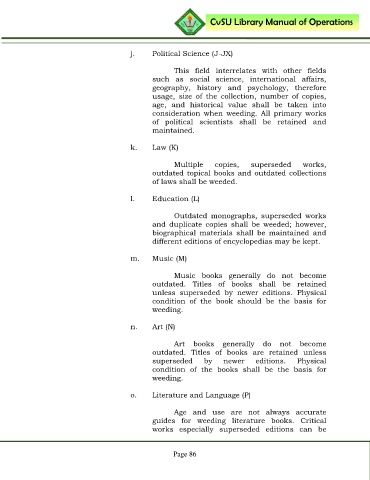 CvSU Library Manual of Operations
j. Political Science (J-JX)
This field interrelates with other fields
such as social science, international affairs,
geography, history and psychology, therefore
usage, size of the collection, number of copies,
age, and historical value shall be taken into
consideration when weeding. All primary works
of political scientists shall be retained and
maintained.
k. Law (K)
Multiple copies, superseded works,
outdated topical books and outdated collections
of laws shall be weeded.
l. Education (L)
Outdated monographs, superseded works
and duplicate copies shall be weeded; however,
biographical materials shall be maintained and
different editions of encyclopedias may be kept.
m. Music (M)
Music books generally do not become
outdated. Titles of books shall be retained
unless superseded by newer editions. Physical
condition of the book should be the basis for
weeding.
n. Art (N)
Art books generally do not become
outdated. Titles of books are retained unless
superseded by newer editions. Physical
condition of the books shall be the basis for
weeding.
o. Literature and Language (P)
Age and use are not always accurate
guides for weeding literature books. Critical
works especially superseded editions can be
Page 86